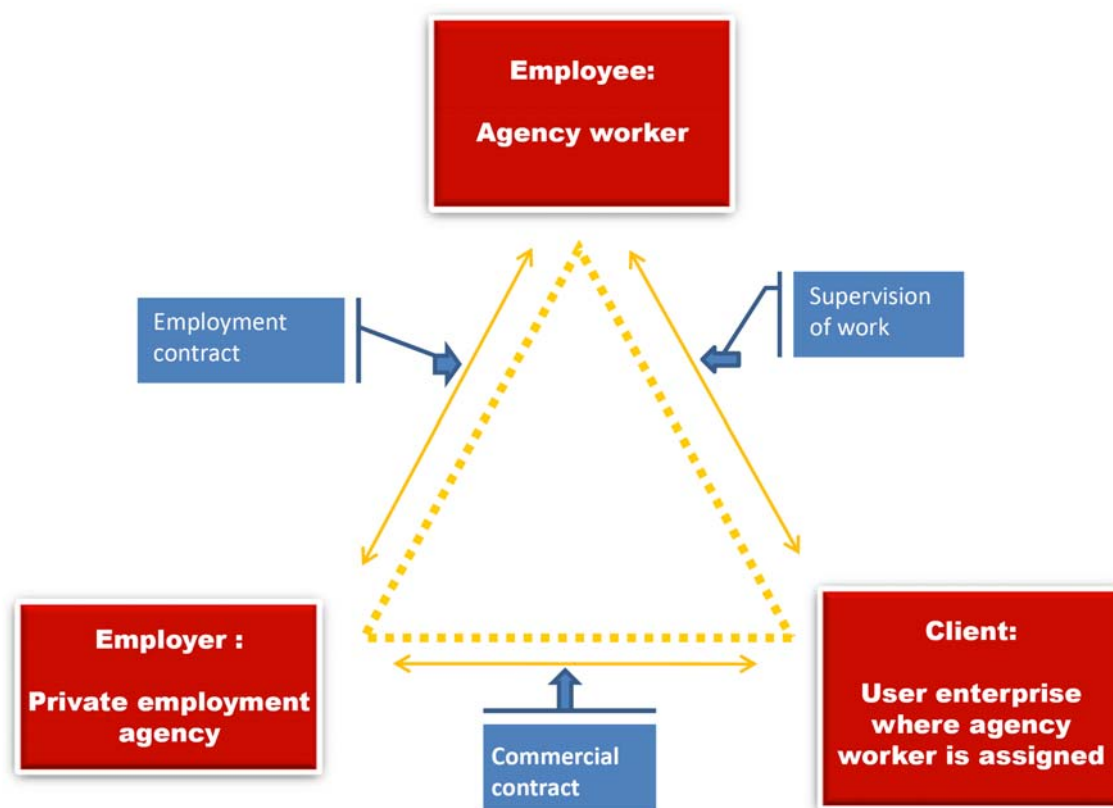 Employee:
Agency worker
Employment
contract
Supervision
of work
Employer :
Private employment
agency
Client:
User enterprise
where agency
worker is assigned
Commercial
contract